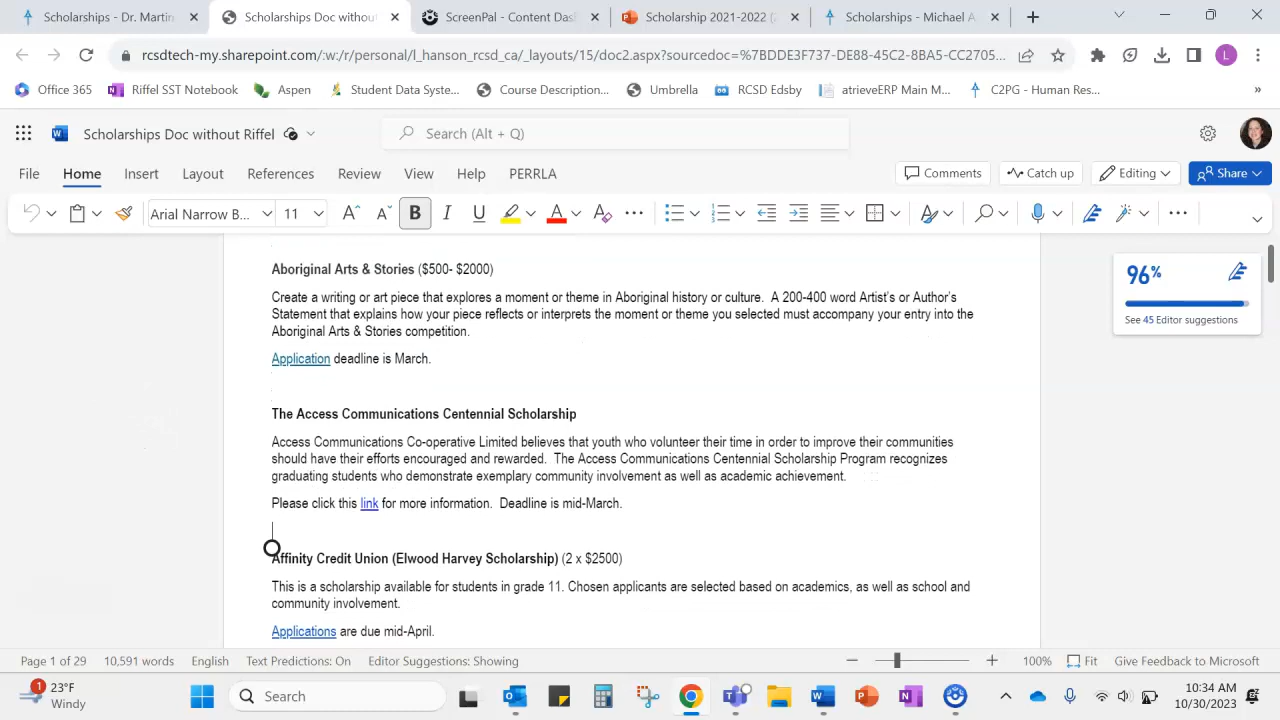 Scholarships - Dr. Martin
Scholarships Doc without
ScreenPal - Content Das
Scholarship 2021-2022 (
Scholarships - Michael A
rcsdtech-my.sharepoint.com/:w:/r/personal/l_hanson_rcsd_ca/_layouts/15/doc2.aspx?sourcedoc=%7BDDE3F737-DE88-45C2-8BA5-CC2705...
L
Office 365
Riffel SST Notebook
Aspen
Student Data Syste...
Course Description...
Umbrella
RCSD Edsby
atrieveERP Main M...
C2PG - Human Res...
»
Scholarships Doc without Riffel
Search (Alt + Q)
File Home Insert Layout References Review View Help PERRLA
Comments
Catch up
Editing
Share
Arial Narrow B... 11
96%
See 45 Editor suggestions
Aboriginal Arts & Stories ($500- $2000)
Create a writing or art piece that explores a moment or theme in Aboriginal history or culture. A 200-400 word Artist's or Author's
Statement that explains how your piece reflects or interprets the moment or theme you selected must accompany your entry into the
Aboriginal Arts & Stories competition.
Application deadline is March.
The Access Communications Centennial Scholarship
Access Communications Co-operative Limited believes that youth who volunteer their time in order to improve their communities
should have their efforts encouraged and rewarded. The Access Communications Centennial Scholarship Program recognizes
graduating students who demonstrate exemplary community involvement as well as academic achievement.
Please click this link for more information. Deadline is mid-March.
Affinity Credit Union (Elwood Harvey Scholarship) (2 x $2500)
This is a scholarship available for students in grade 11. Chosen applicants are selected based on academics, as well as school and
community involvement.
Applications are due mid-April.
Page 1 of 29 10,591 words English Text Predictions: On Editor Suggestions: Showing
100% Fit Give Feedback to Microsoft
1
23°F
Windy
Search
10:34 AM
10/30/2023